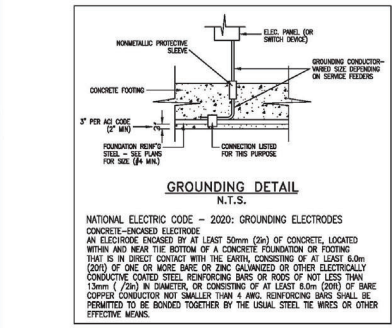 ELEC. PANEL (OR
SWITCH DEVICE)
NONMETALLIC PROTECTIVE
SLEEVE
GROUNDING CONDUCTOR-
VARIED SIZE DEPENDING
ON SERVICE FEEDERS
CONCRETE FOOTING
3" PER ACI CODE
(2" MIN)
FOUNDATION REINF'G
STEEL - SEE PLANS
FOR SIZE (#4 MIN.)
CONNECTION LISTED
FOR THIS PURPOSE
GROUNDING DETAIL
N.T.S.
NATIONAL ELECTRIC CODE - 2020: GROUNDING ELECTRODES
CONCRETE-ENCASED ELECTRODE
AN ELECTRODE ENCASED BY AT LEAST 50mm (2in) OF CONCRETE, LOCATED
WITHIN AND NEAR THE BOTTOM OF A CONCRETE FOUNDATION OR FOOTING
THAT IS IN DIRECT CONTACT WITH THE EARTH, CONSISTING OF AT LEAST 6.0m
(20ft) OF ONE OR MORE BARE OR ZINC GALVANIZED OR OTHER ELECTRICALLY
CONDUCTIVE COATED STEEL REINFORCING BARS OR RODS OF NOT LESS THAN
13mm ( /2in) IN DIAMETER, OR CONSISTING OF AT LEAST 6.0m (20ft) OF BARE
COPPER CONDUCTOR NOT SMALLER THAN 4 AWG. REINFORCING BARS SHALL BE
PERMITTED TO BE BONDED TOGETHER BY THE USUAL STEEL TIE WIRES OR OTHER
EFFECTIVE MEANS.